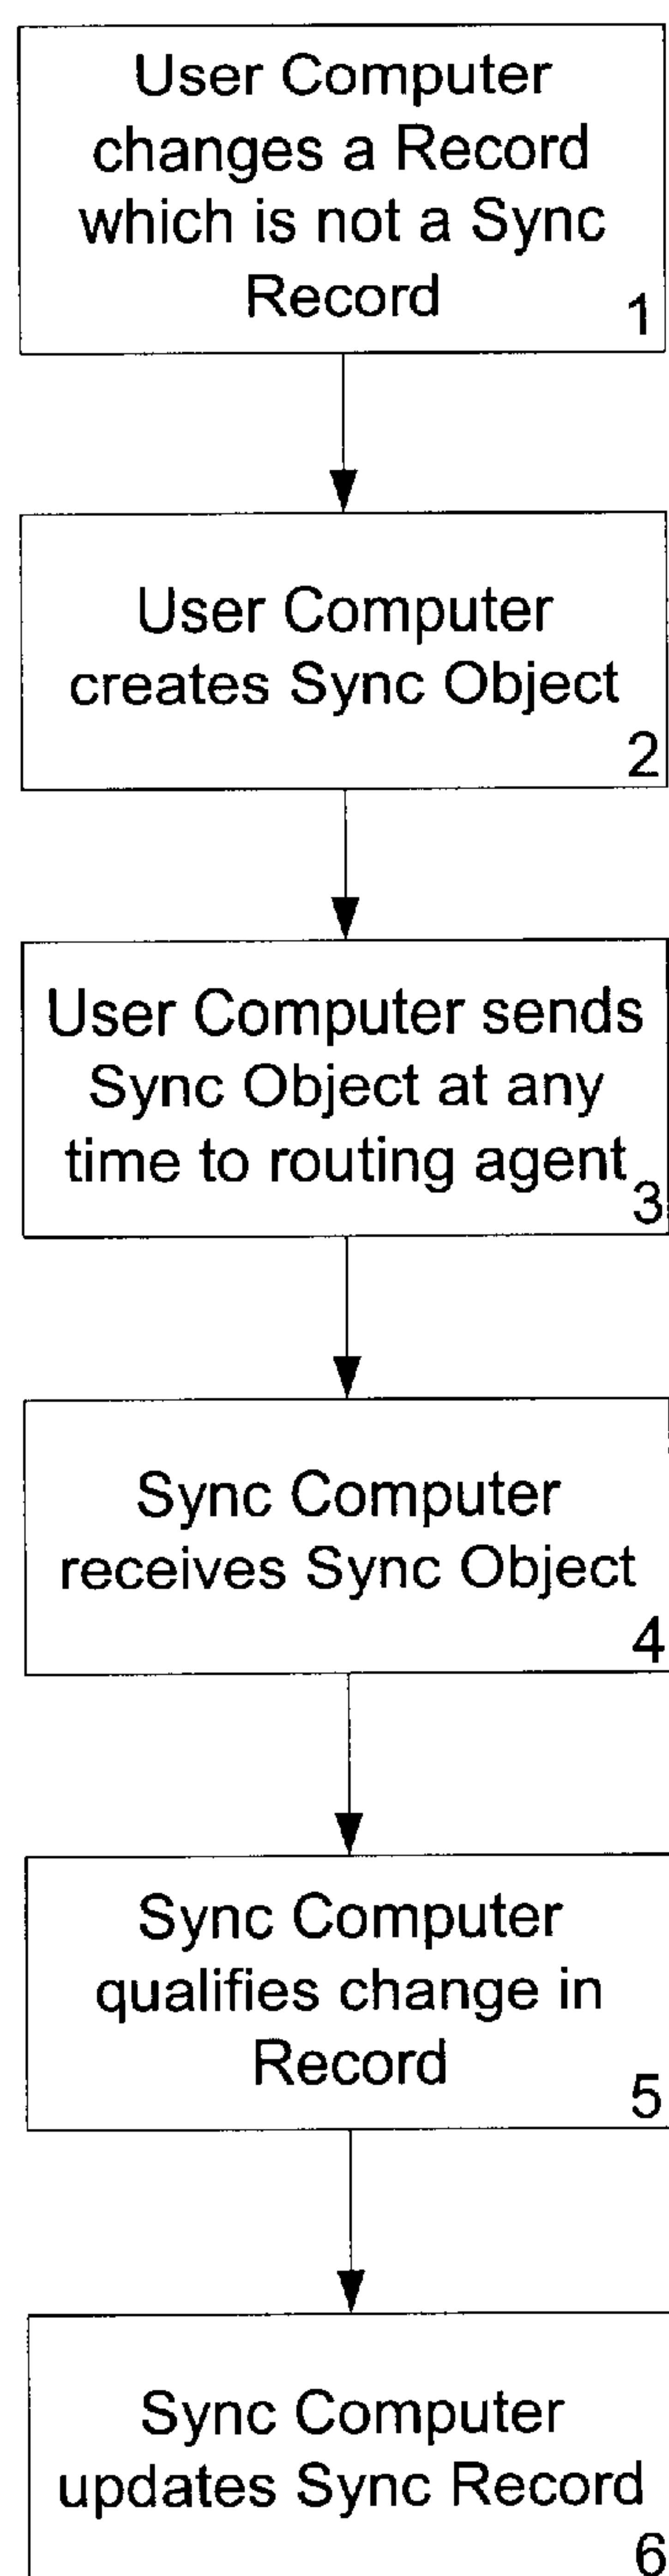 User Computer
changes a Record
which is not a Sync
Record
1
User Computer
creates Sync Object
2
User Computer sends
Sync Object at any
time to routing agent
3
Sync Computer
receives Sync Object
4
Sync Computer
qualifies change in
Record
5
Sync Computer
updates Sync Record
6